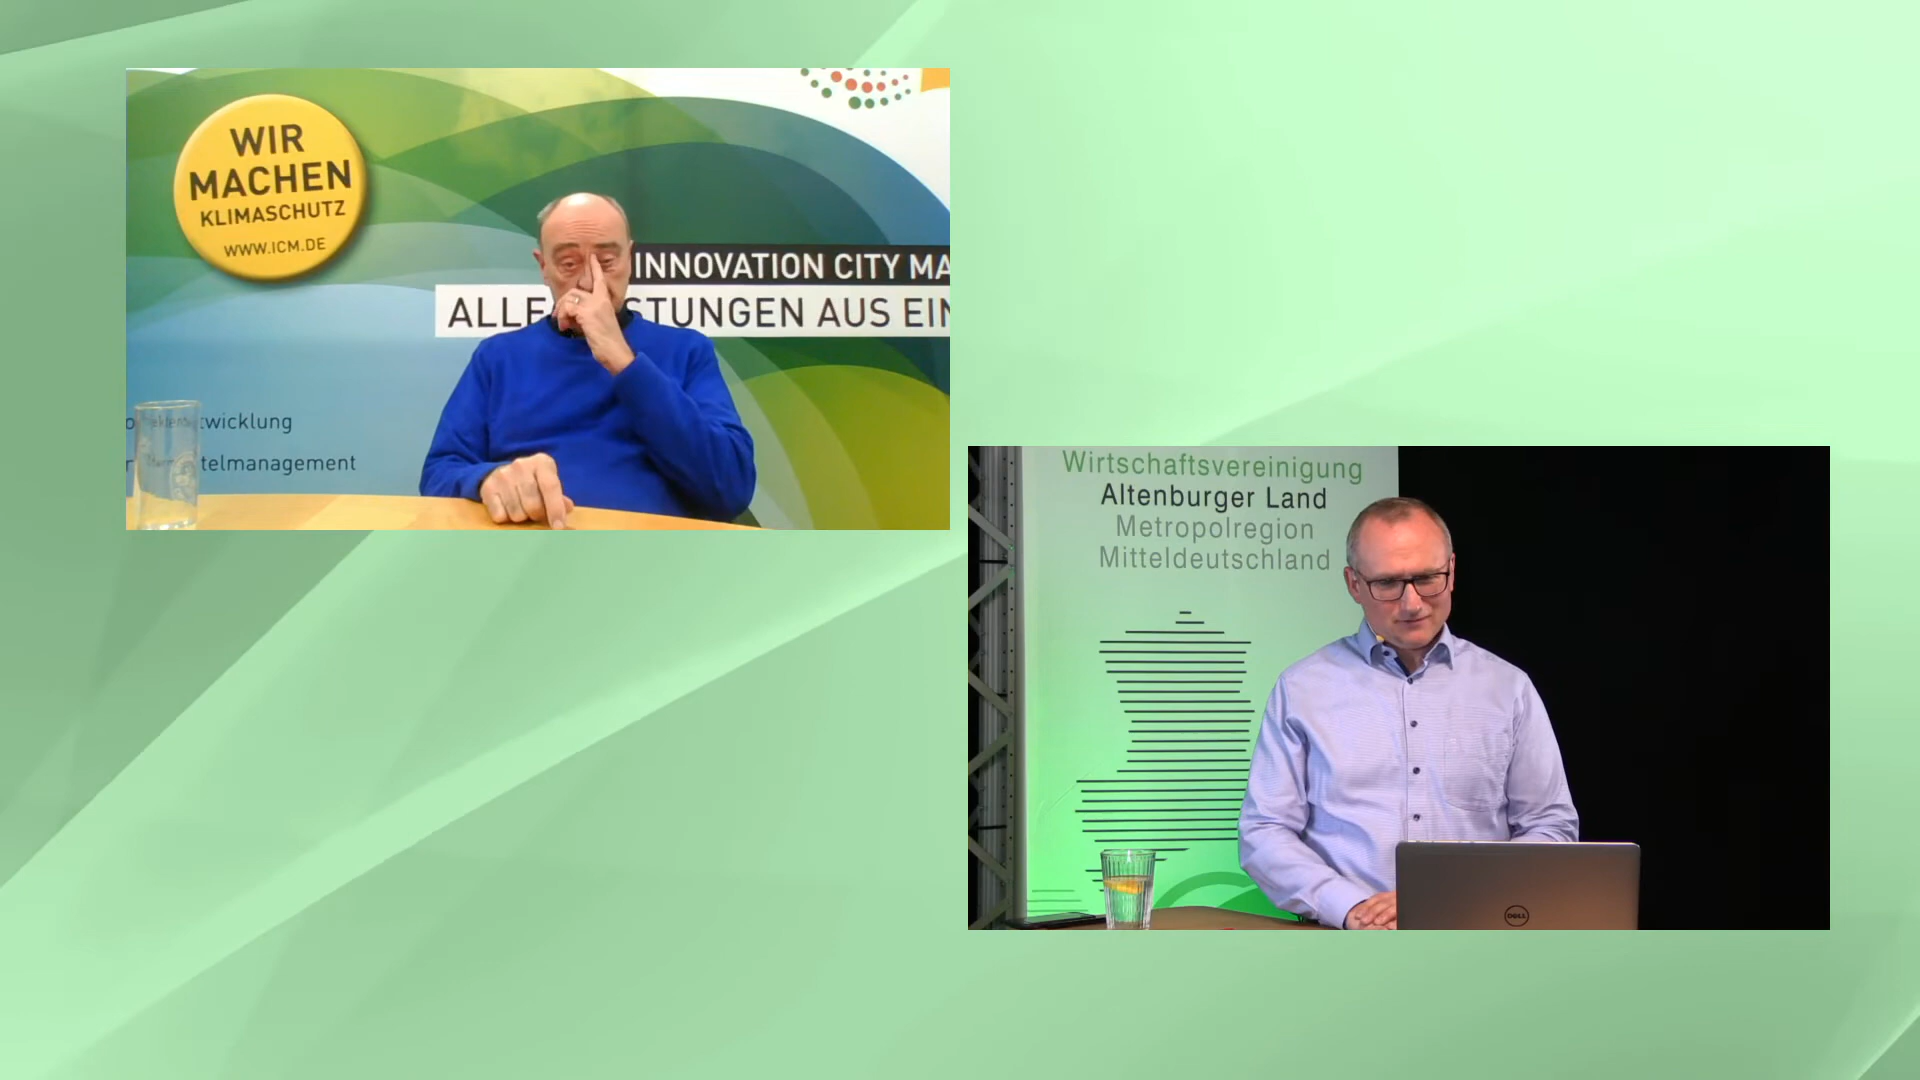 WIR
MACHEN
KLIMASCHUTZ
WWW.ICM.DE
INNOVATION CITY MA
ALLE STUNGEN AUS EIN
twicklung
telmanagement
Wirtschaftsvereinigung
Altenburger Land
Metropolregion
Mitteldeutschland
DELL